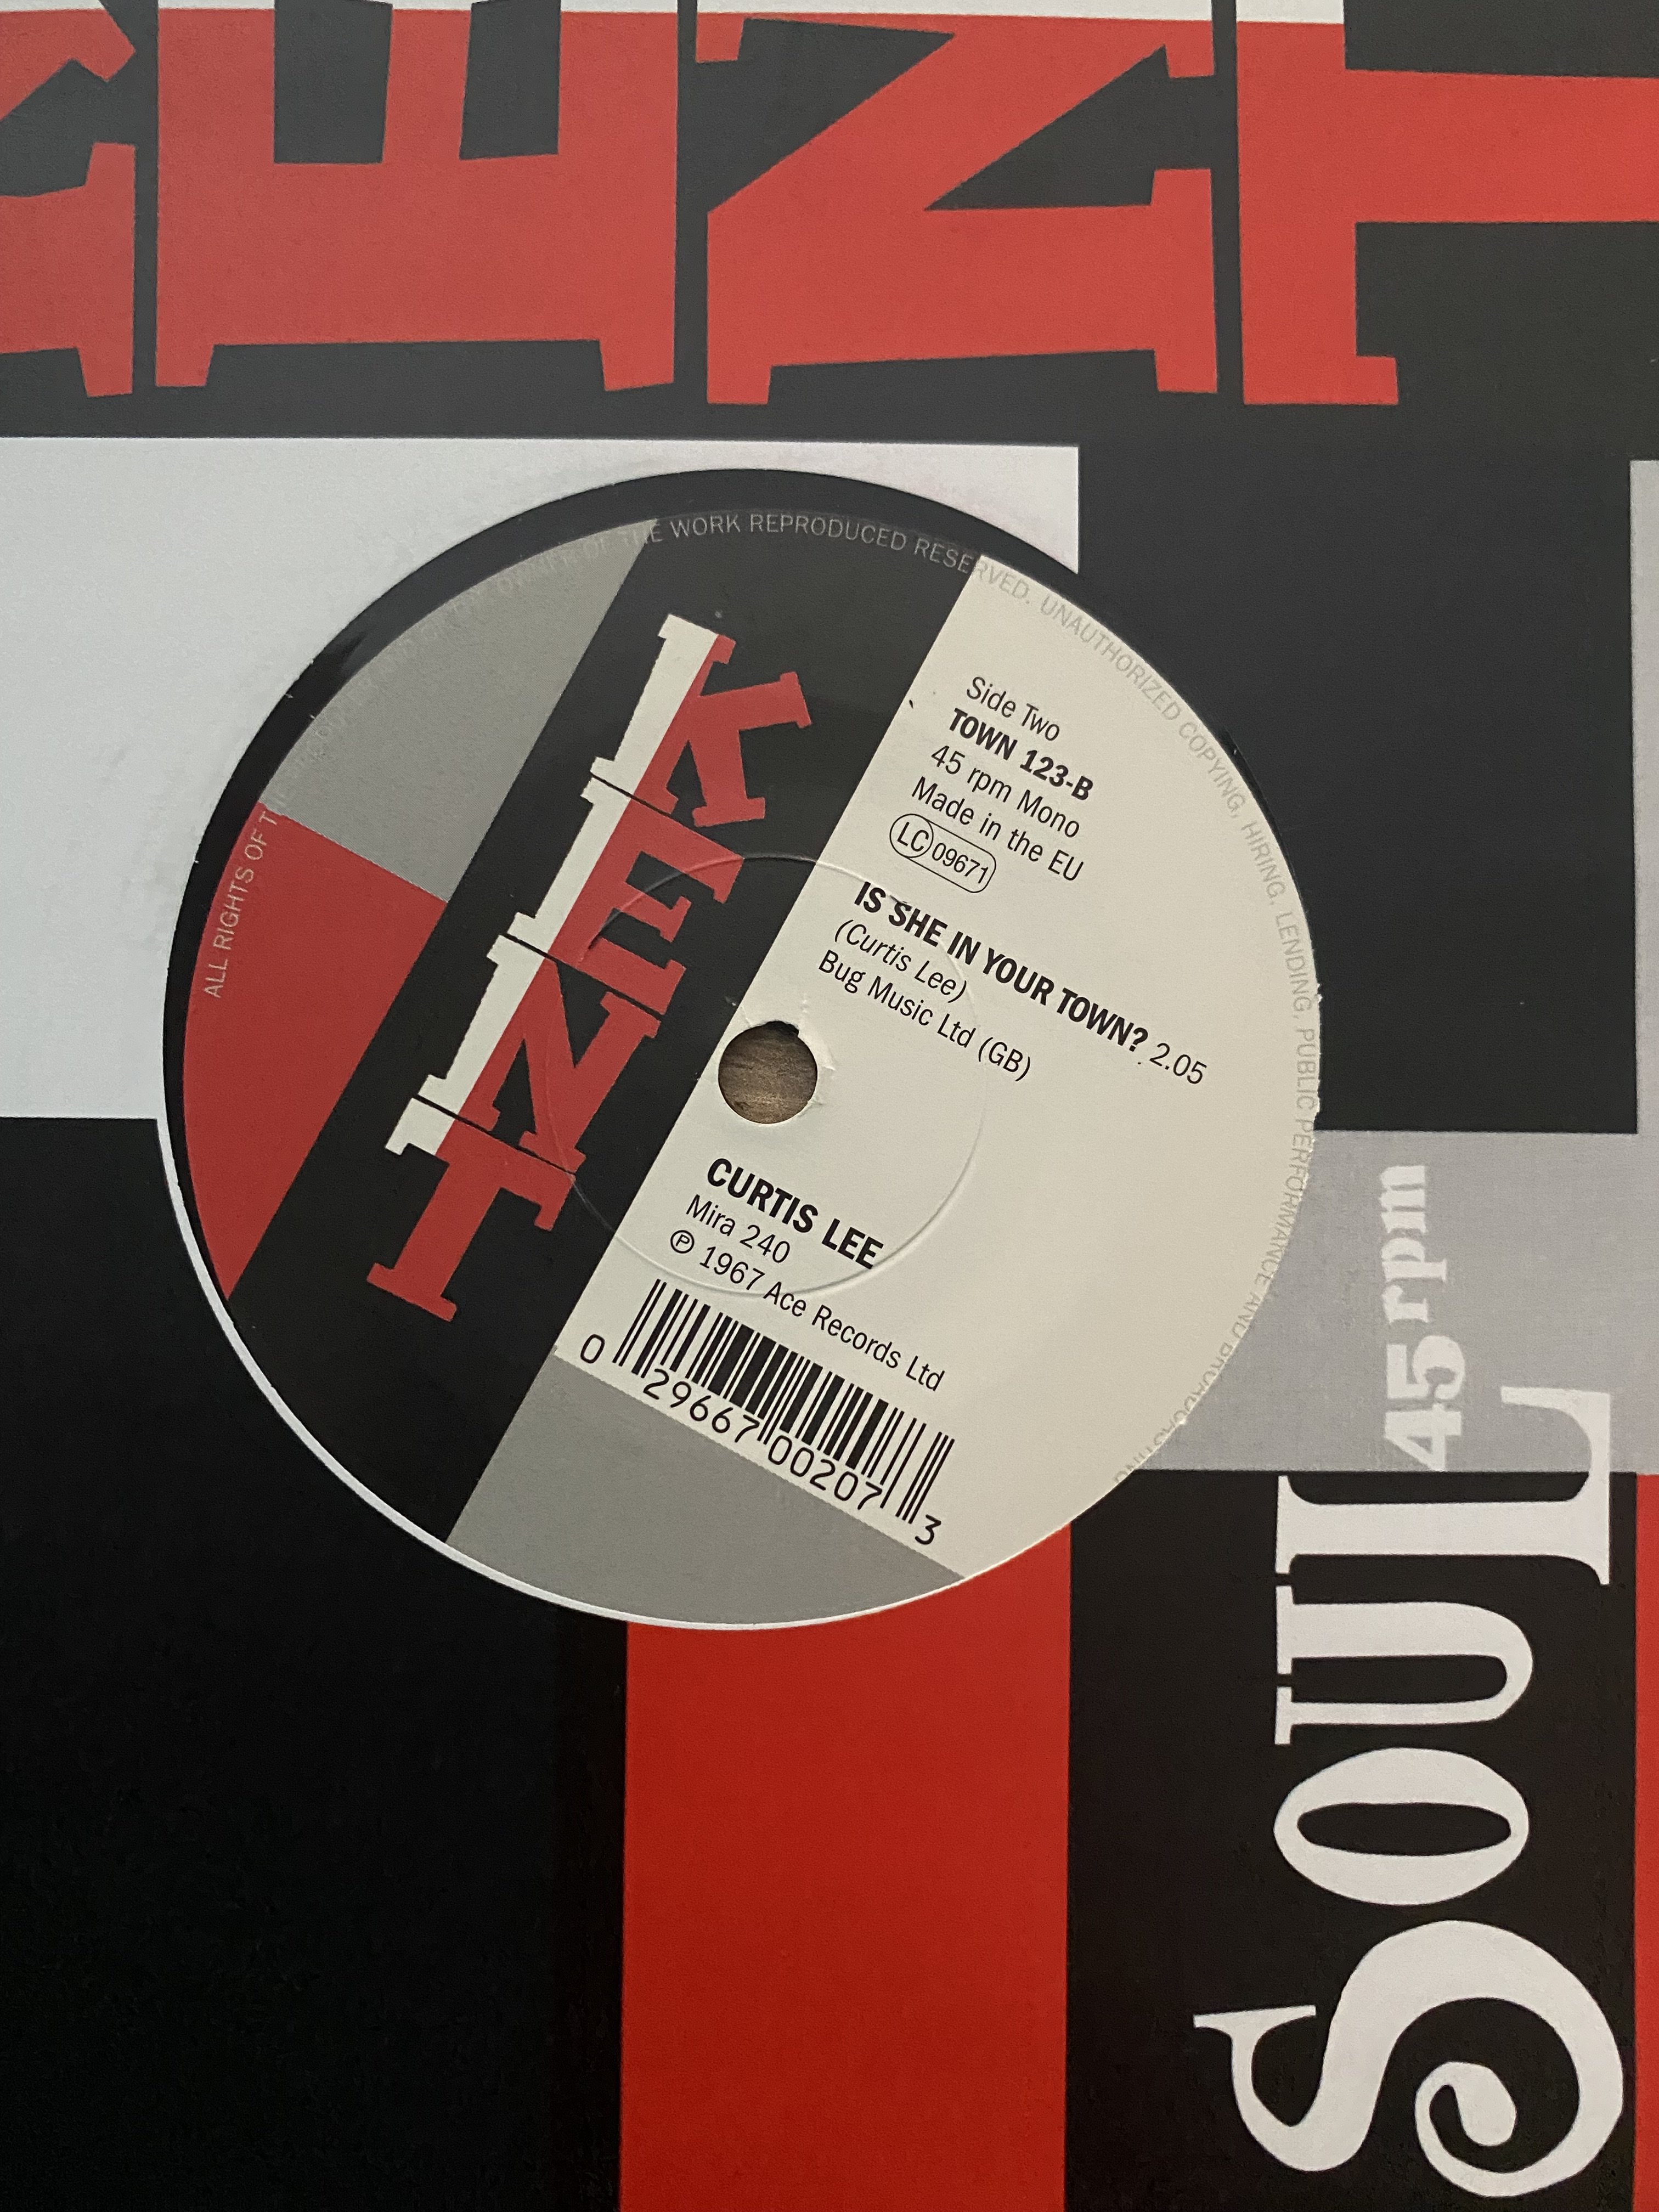 KENT
ALL RIGHTS OF T
THE WORK REPRODUCED RESERVED. UNAUTHORIZED COPYING, HIRING, LENDING, PUBLIC PERFORMANCE AND BROADCASTING
KENT
Side Two
TOWN 123-B
45 rpm Mono
Made in the EU
LC 09671
IS SHE IN YOUR TOWN? 2.05
(Curtis Lee)
Bug Music Ltd (GB)
CURTIS LEE
Mira 240
℗ 1967 Ace Records Ltd
0 29667 00207 3
45 rpm
SOUL